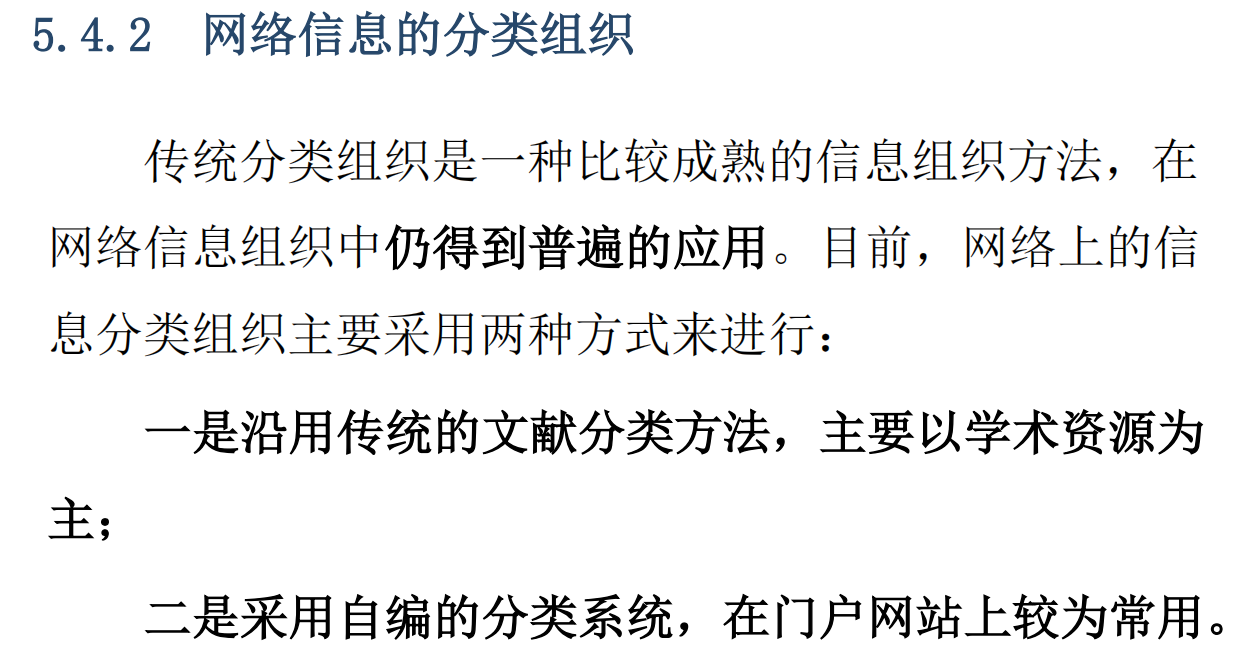 5.4.2 网络信息的分类组织
传统分类组织是一种比较成熟的信息组织方法，在
网络信息组织中仍得到普遍的应用。目前，网络上的信
息分类组织主要采用两种方式来进行：
一是沿用传统的文献分类方法，主要以学术资源为
主；
二是采用自编的分类系统，在门户网站上较为常用。